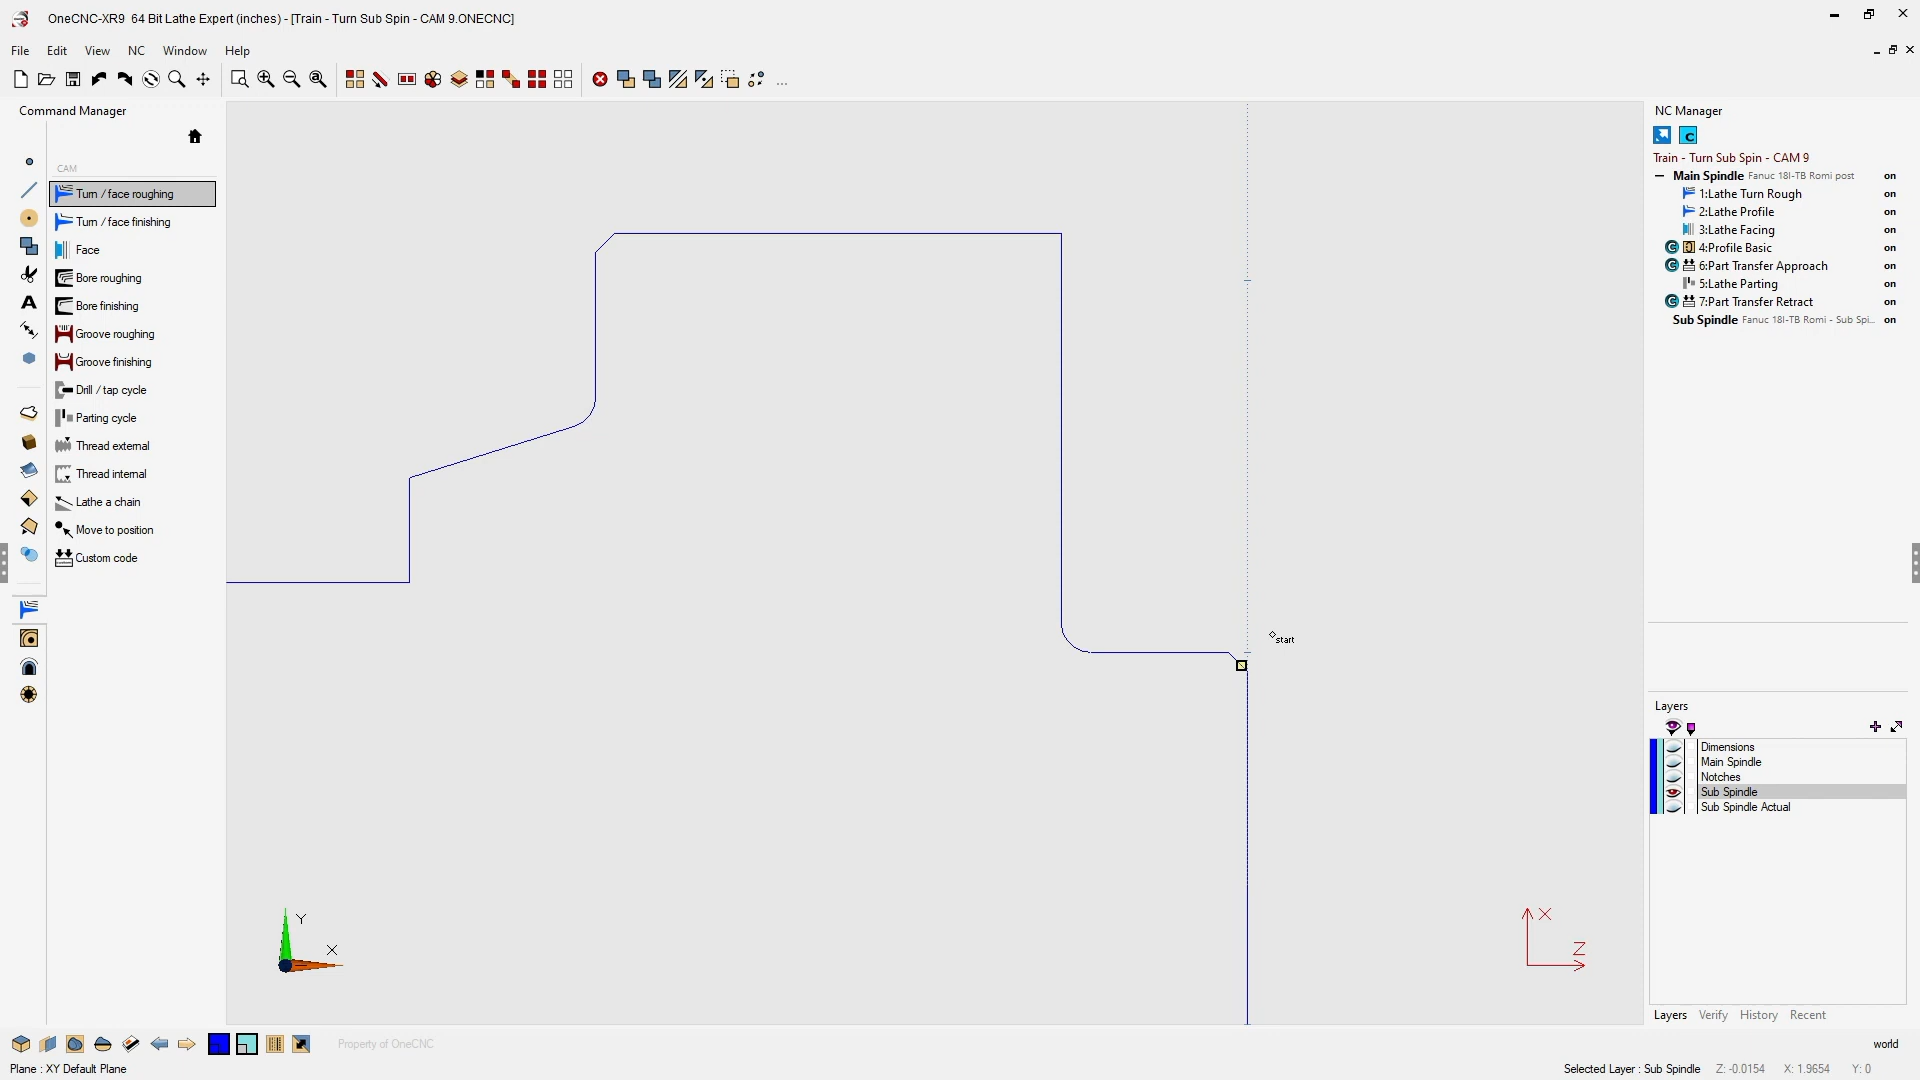 OneCNC-XR9  64 Bit Lathe Expert (inches) - [Train - Turn Sub Spin - CAM 9.ONECNC]
File Edit View NC Window Help
...
Command Manager
CAM
Turn / face roughing
Turn / face finishing
Face
Bore roughing
Bore finishing
Groove roughing
Groove finishing
Drill / tap cycle
Parting cycle
Thread external
Thread internal
Lathe a chain
Move to position
Custom code
A
start
Y
X
X
Z
NC Manager
C
Train - Turn Sub Spin - CAM 9
Main Spindle Fanuc 18I-TB Romi post on
1:Lathe Turn Rough on
2:Lathe Profile on
3:Lathe Facing on
C 4:Profile Basic on
C 6:Part Transfer Approach on
5:Lathe Parting on
C 7:Part Transfer Retract on
Sub Spindle Fanuc 18I-TB Romi - Sub Spi... on
Layers
Dimensions
Main Spindle
Notches
Sub Spindle
Sub Spindle Actual
Layers Verify History Recent
Property of OneCNC
world
Plane : XY Default Plane
Selected Layer : Sub Spindle Z: -0.0154 X: 1.9654 Y: 0